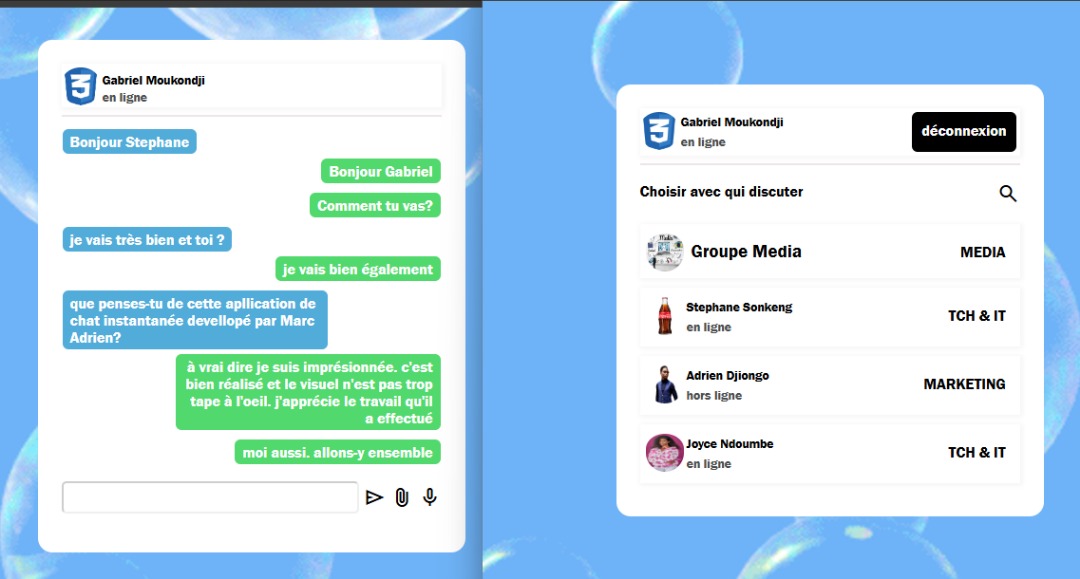 Gabriel Moukondji
en ligne
Bonjour Stephane
Bonjour Gabriel
Comment tu vas?
je vais très bien et toi ?
je vais bien également
que penses-tu de cette apllication de
chat instantanée devellopé par Marc
Adrien?
à vrai dire je suis imprésionnée. c'est
bien réalisé et le visuel n'est pas trop
tape à l'oeil. j'apprécie le travail qu'il
a effectué
moi aussi. allons-y ensemble
Gabriel Moukondji
en ligne
déconnexion
Choisir avec qui discuter
Groupe Media
MEDIA
Stephane Sonkeng
en ligne
TCH & IT
Adrien Djiongo
hors ligne
MARKETING
Joyce Ndoumbe
en ligne
TCH & IT